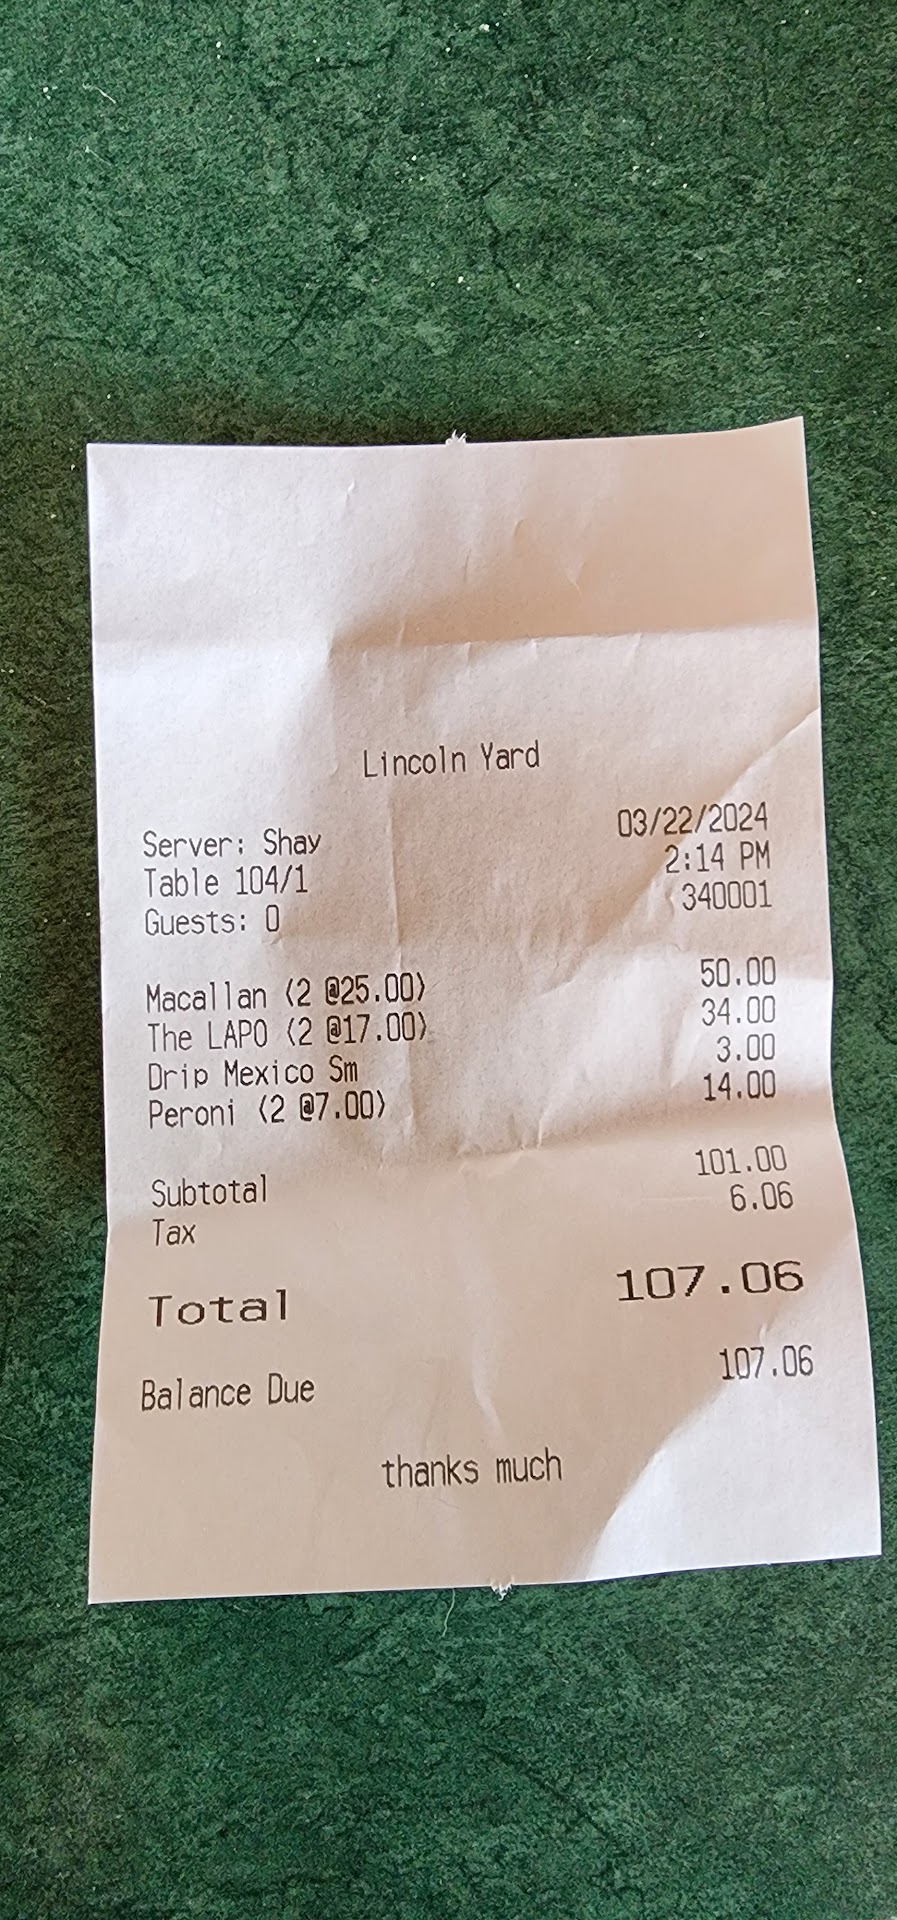 Lincoln Yard
Server: Shay 03/22/2024
Table 104/1 2:14 PM
Guests: 0 340001
Macallan (2 @25.00) 50.00
The LAPO (2 @17.00) 34.00
Drip Mexico Sm 3.00
Peroni (2 @7.00) 14.00
Subtotal 101.00
Tax 6.06
Total 107.06
Balance Due 107.06
thanks much